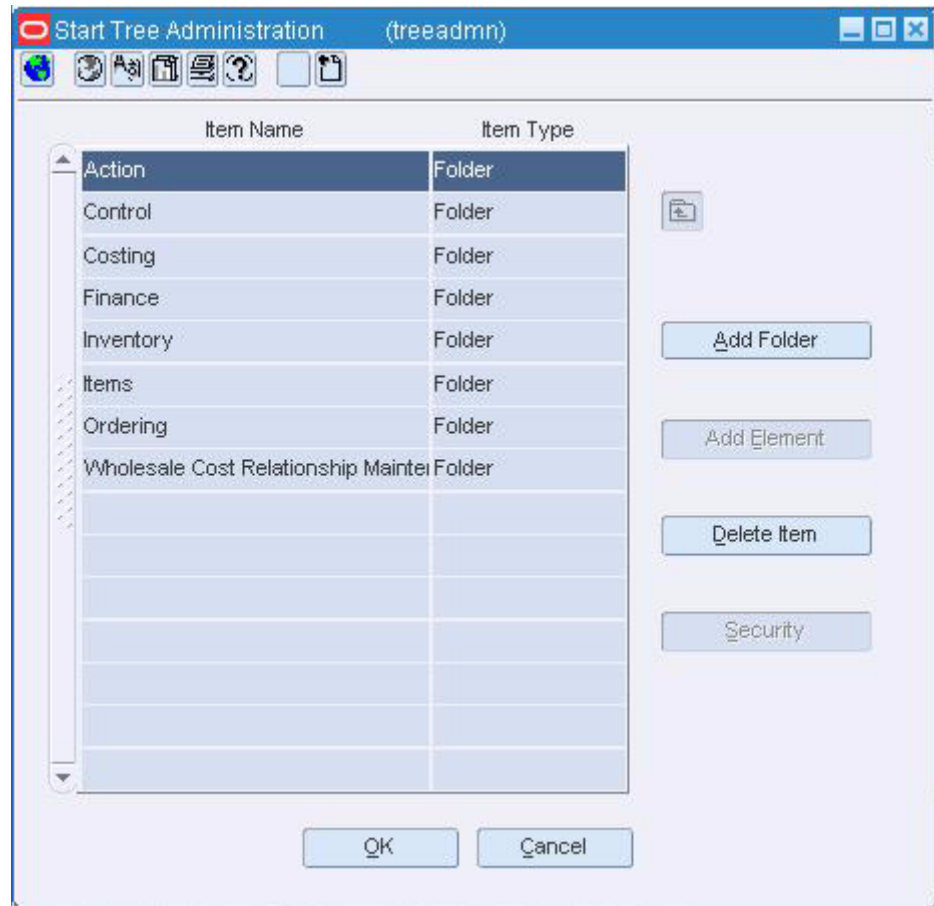 Start Tree Administration (treeadmn)
Item Name Item Type
Action Folder
Control Folder
Costing Folder
Finance Folder
Inventory Folder
Items Folder
Ordering Folder
Wholesale Cost Relationship Mainte Folder
Add Folder
Add Element
Delete Item
Security
OK Cancel